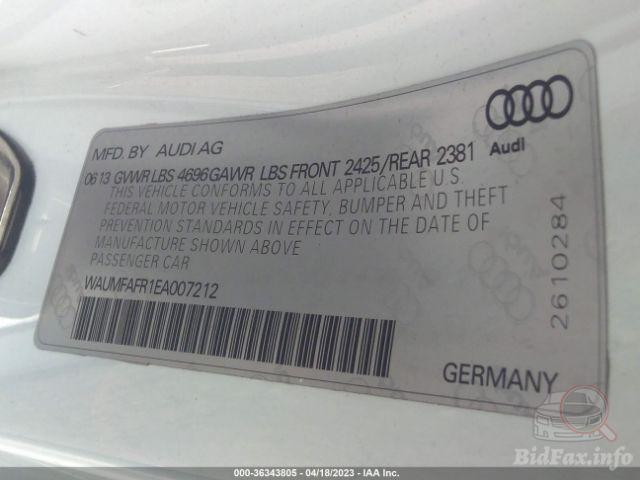 MFD. BY AUDI AG
06 13 GVWR LBS 4696 GAWR LBS FRONT 2425/REAR 2381
THIS VEHICLE CONFORMS TO ALL APPLICABLE U.S.
FEDERAL MOTOR VEHICLE SAFETY, BUMPER AND THEFT
PREVENTION STANDARDS IN EFFECT ON THE DATE OF
MANUFACTURE SHOWN ABOVE
PASSENGER CAR
WAUMFAFR1EA007212
Audi
2610284
GERMANY
BidFax.info
000-36343805 - 04/18/2023 - IAA Inc.